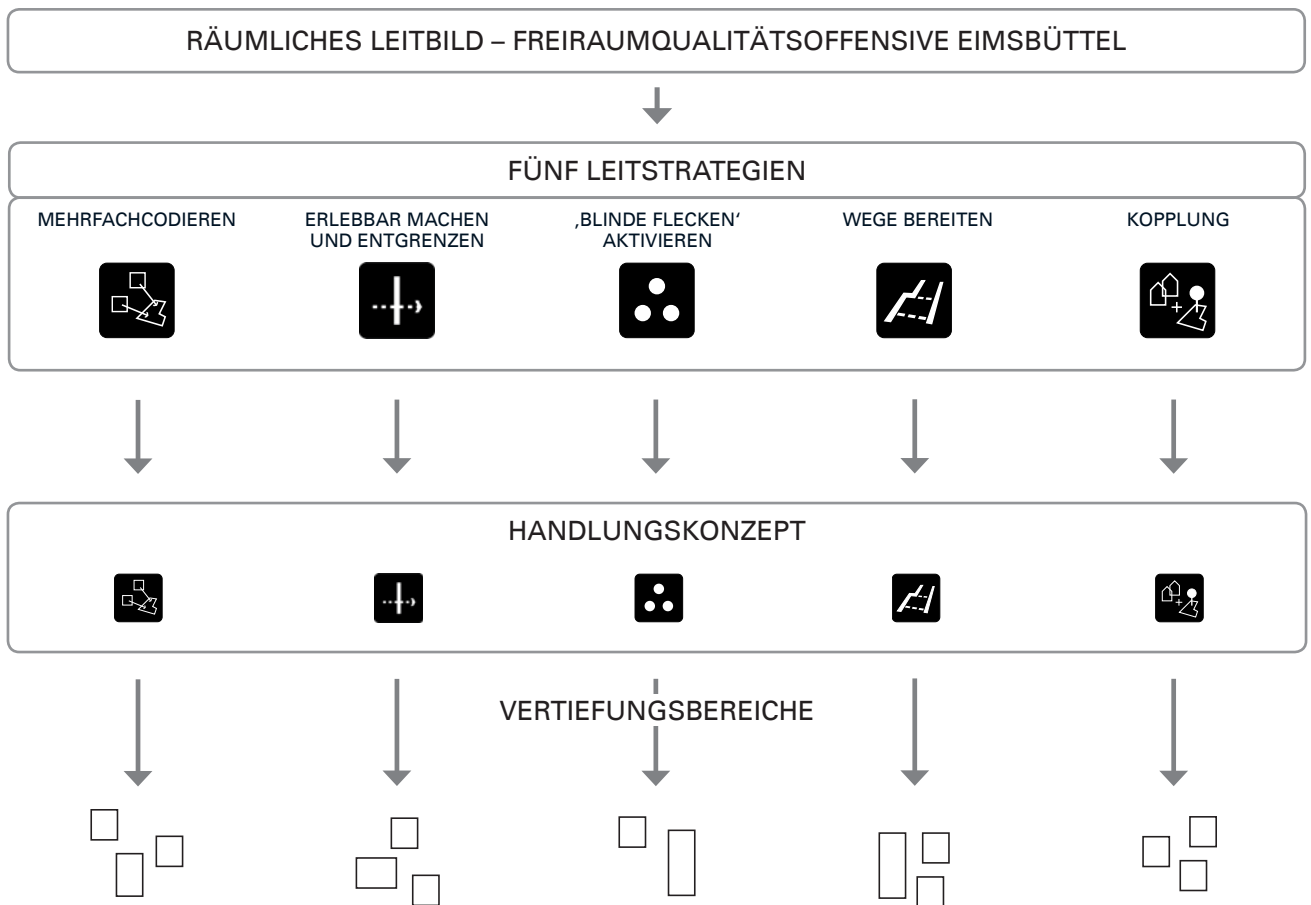 RÄUMLICHES LEITBILD – FREIRAUMQUALITÄTSOFFENSIVE EIMSBÜTTEL
FÜNF LEITSTRATEGIEN
MEHRFACHCODIEREN
ERLEBBAR MACHEN
UND ENTGRENZEN
‚BLINDE FLECKEN‘
AKTIVIEREN
WEGE BEREITEN
KOPPLUNG
HANDLUNGSKONZEPT
VERTIEFUNGSBEREICHE